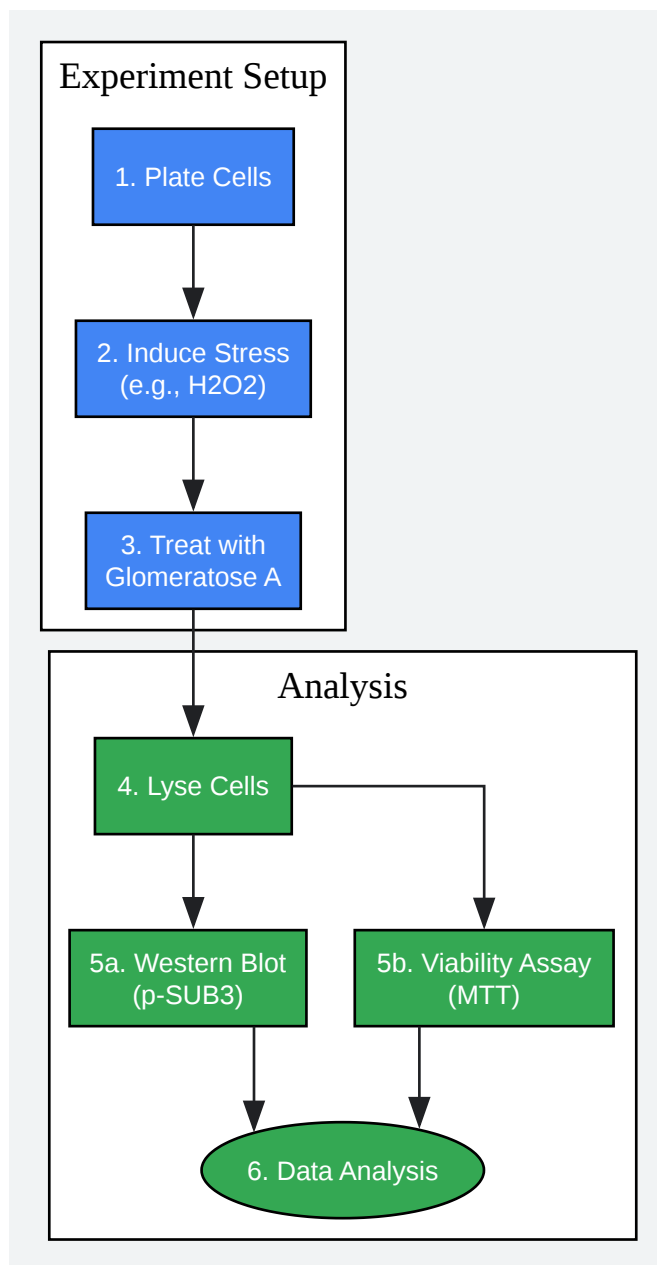 Experiment Setup
1. Plate Cells
2. Induce Stress
(e.g., H2O2)
3. Treat with
Glomeratose A
Analysis
4. Lyse Cells
5a. Western Blot
(p-SUB3)
5b. Viability Assay
(MTT)
6. Data Analysis